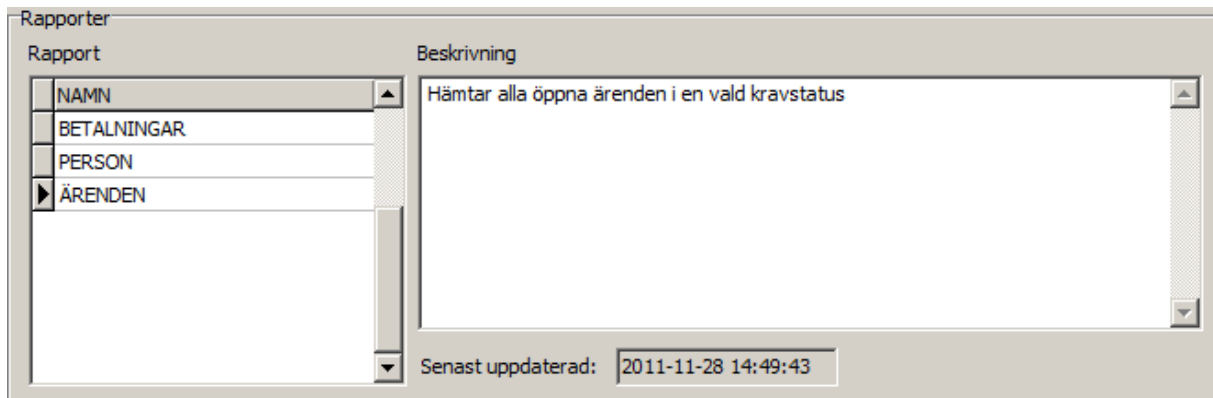 Rapporter
Rapport
Beskrivning
NAMN
BETALNINGAR
PERSON
ÄRENDEN
Hämtar alla öppna ärenden i en vald kravstatus
Senast uppdaterad: 2011-11-28 14:49:43